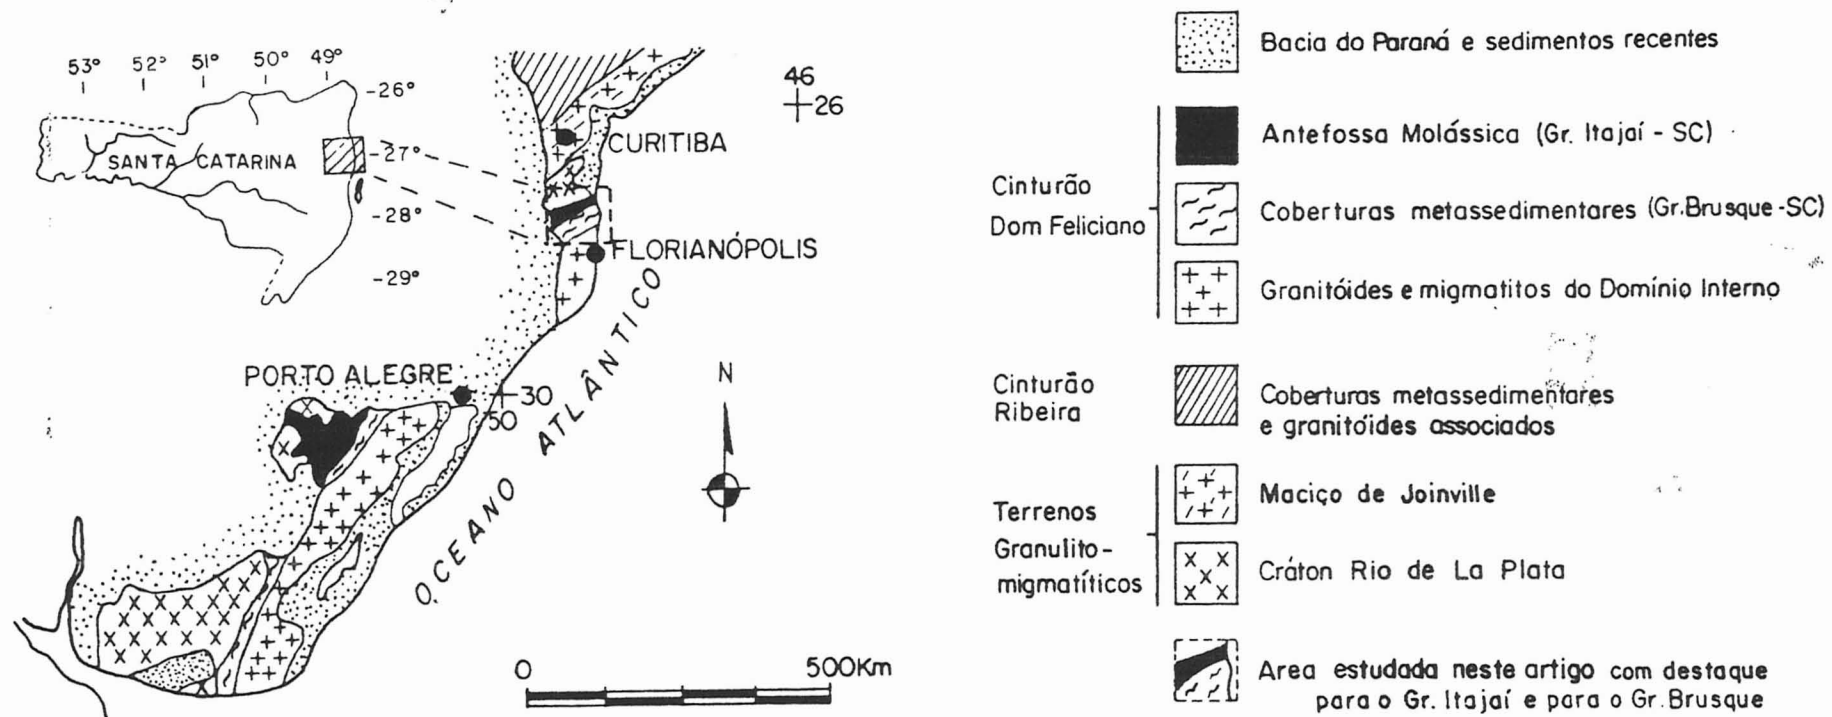 53° 52° 51° 50° 49°
-26°
-27°
-28°
-29°
SANTA CATARINA
46
26
CURITIBA
FLORIANÓPOLIS
PORTO ALEGRE
30
50
OCEANO ATLÂNTICO
N
0 500Km
Bacia do Paraná e sedimentos recentes
Cinturão
Dom Feliciano
Antefossa Molássica (Gr. Itajaí - SC)
Coberturas metassedimentares (Gr.Brusque-SC)
Granitóides e migmatitos do Domínio Interno
Cinturão
Ribeira
Coberturas metassedimentares
e granitóides associados
Terrenos
Granulito-
migmatíticos
Maciço de Joinville
Cráton Rio de La Plata
Area estudada neste artigo com destaque
para o Gr. Itajaí e para o Gr.Brusque